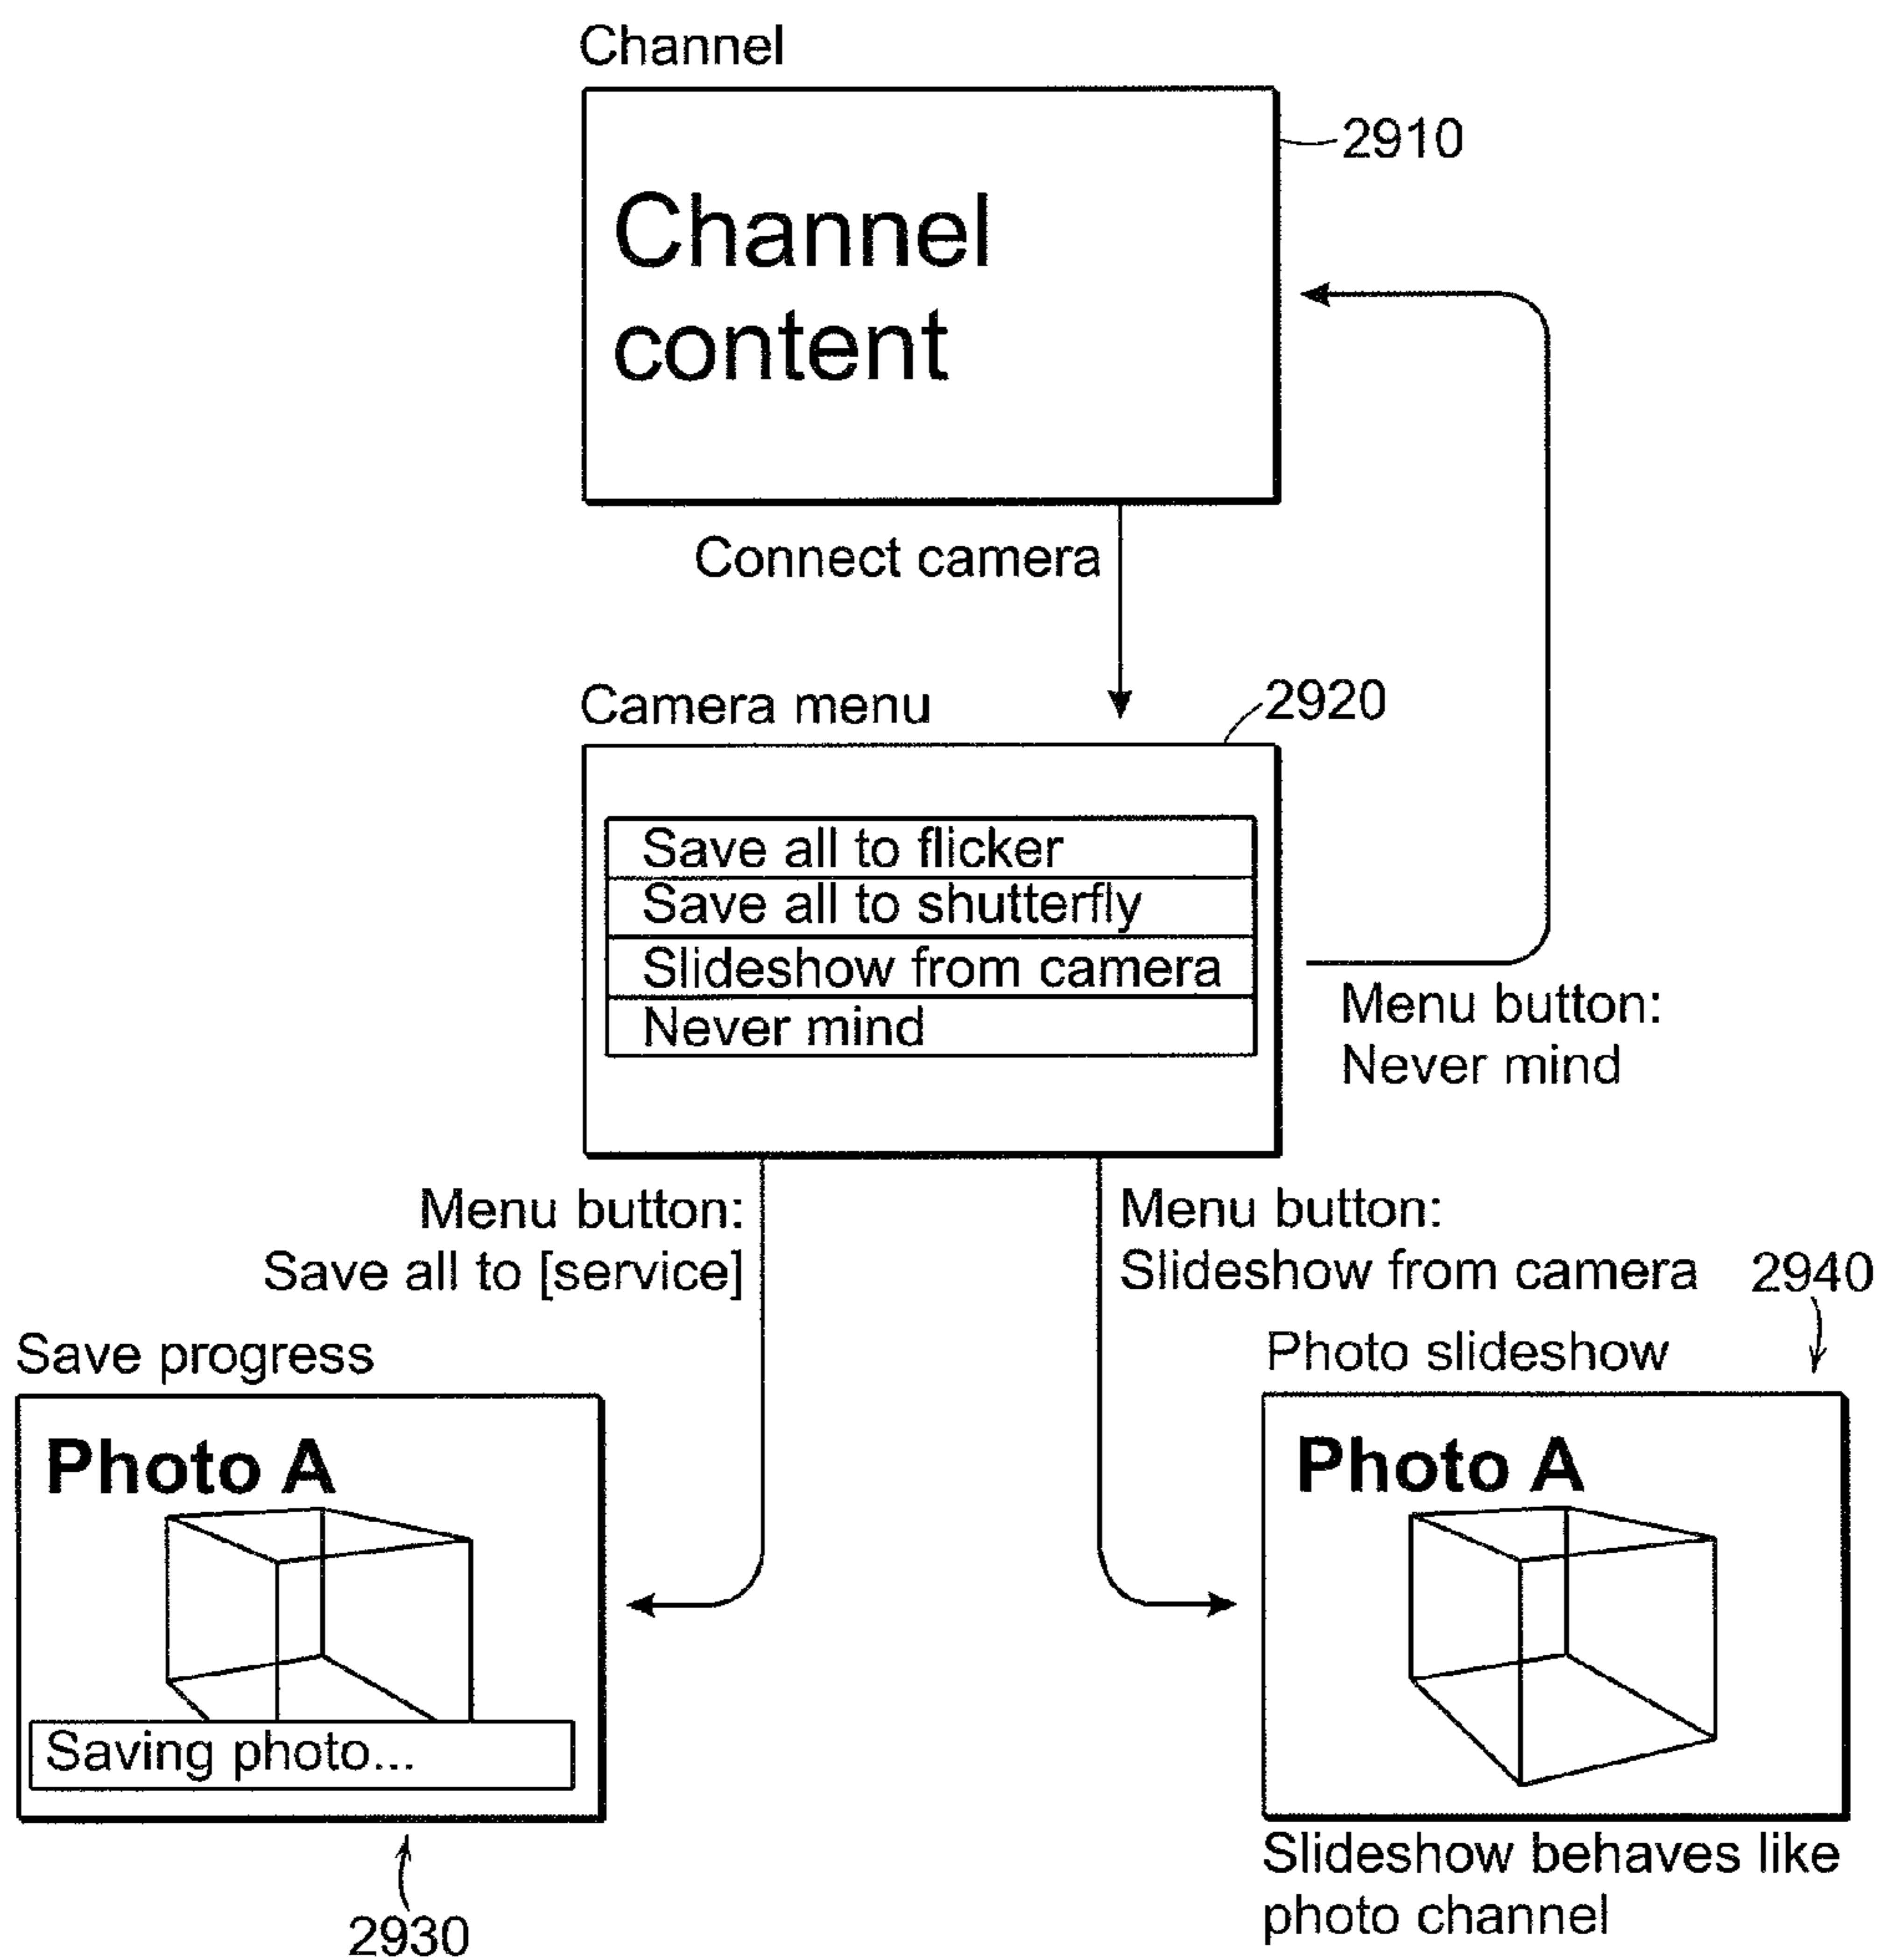 Channel
2910
Channel
content
Connect camera
Camera menu
2920
Save all to flicker
Save all to shutterfly
Slideshow from camera
Never mind
Menu button:
Never mind
Menu button:
Save all to [service]
Menu button:
Slideshow from camera
2940
Save progress
Photo A
Saving photo...
2930
Photo slideshow
Photo A
Slideshow behaves like
photo channel